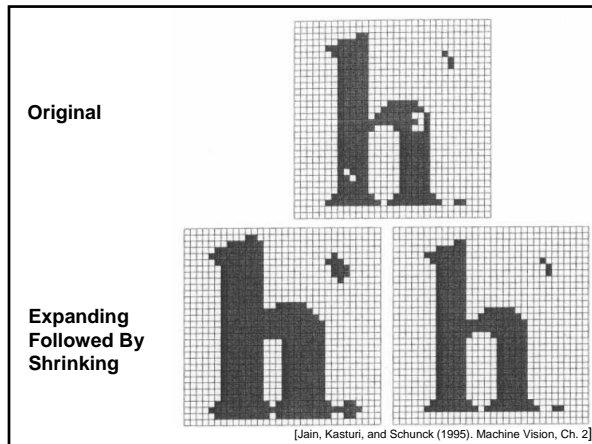 Original
Expanding
Followed By
Shrinking
[Jain, Kasturi, and Schunck (1995). Machine Vision, Ch. 2]